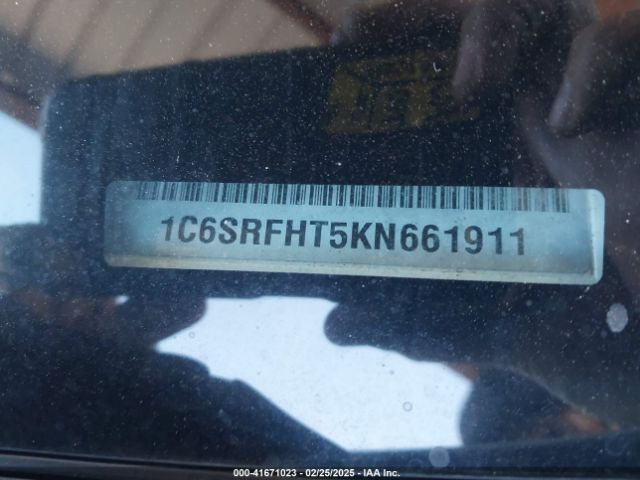 1C6SRFHT5KN661911
000-41671023 - 02/25/2025 - IAA Inc.